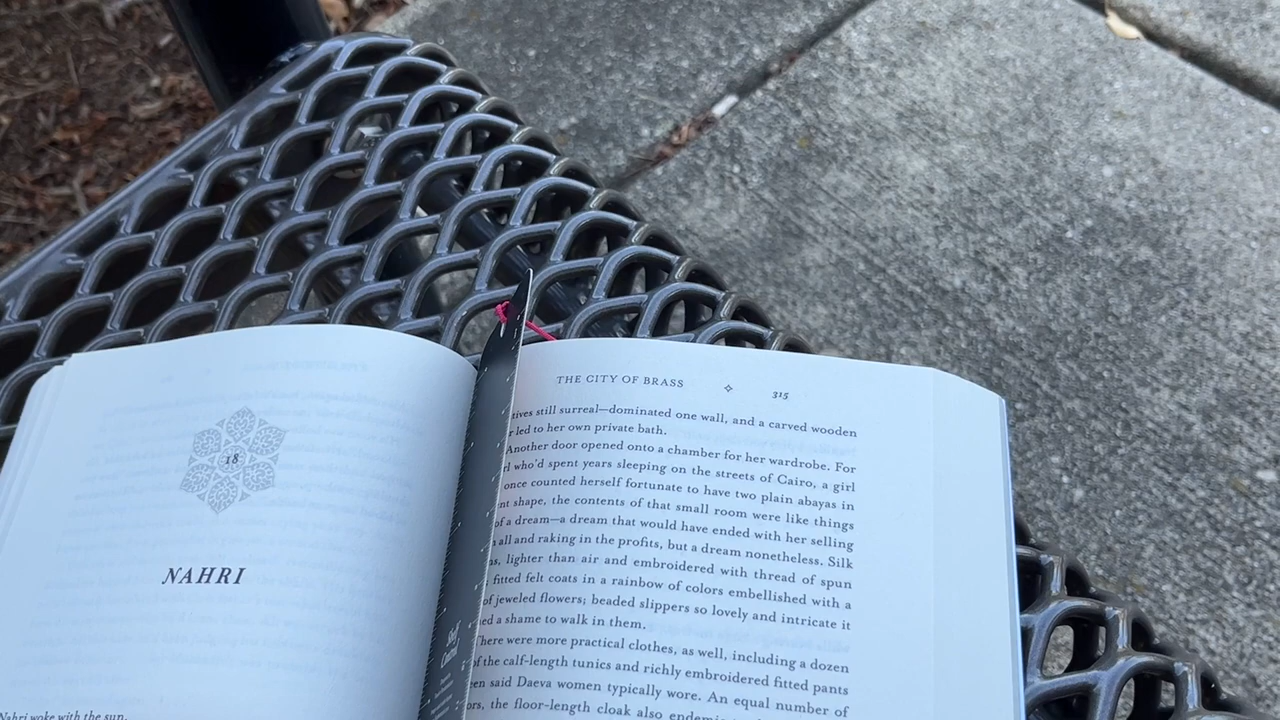 18
NAHRI
Nahri woke with the sun.
Self
Control
THE CITY OF BRASS 315
tives still surreal—dominated one wall, and a carved wooden
r led to her own private bath.
Another door opened onto a chamber for her wardrobe. For
l who'd spent years sleeping on the streets of Cairo, a girl
once counted herself fortunate to have two plain abayas in
nt shape, the contents of that small room were like things
of a dream—a dream that would have ended with her selling
all and raking in the profits, but a dream nonetheless. Silk
ns, lighter than air and embroidered with thread of spun
fitted felt coats in a rainbow of colors embellished with a
of jeweled flowers; beaded slippers so lovely and intricate it
ed a shame to walk in them.
There were more practical clothes, as well, including a dozen
of the calf-length tunics and richly embroidered fitted pants
een said Daeva women typically wore. An equal number of
ors, the floor-length cloak also endemic